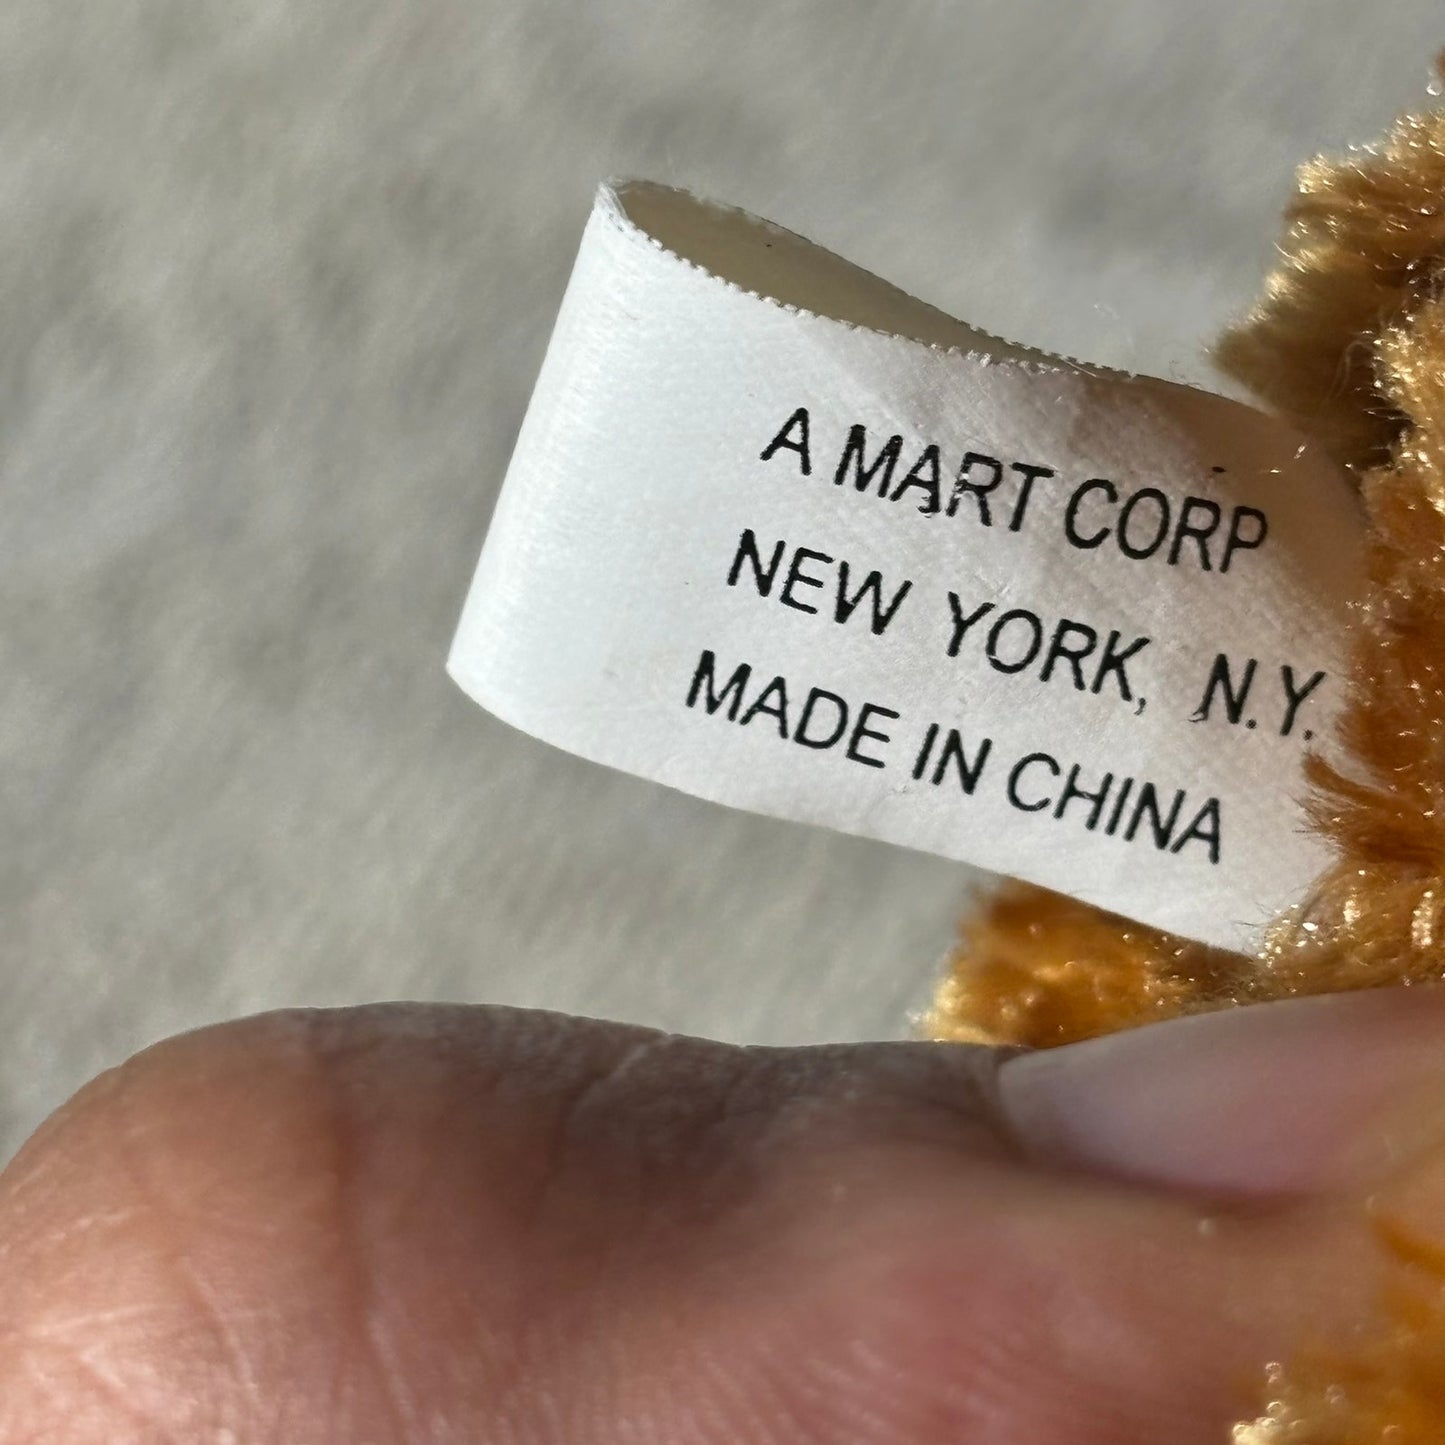 A MART CORP
NEW YORK, N.Y.
MADE IN CHINA